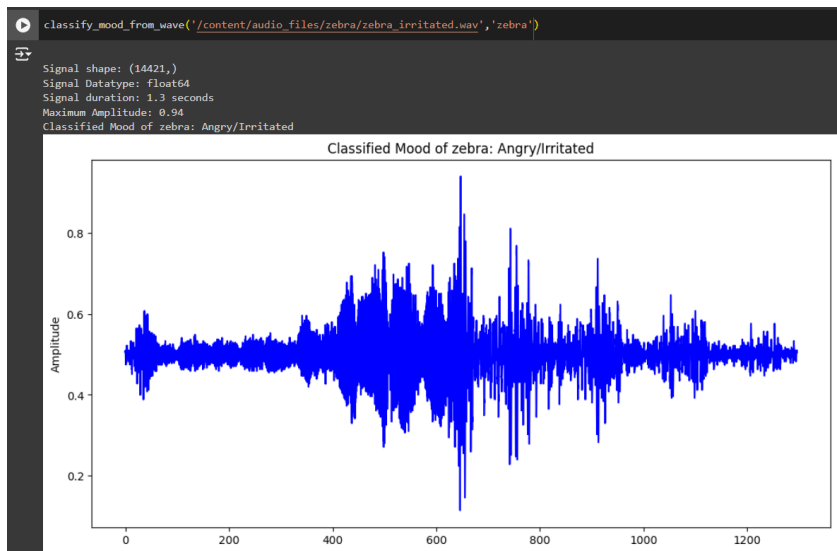 classify_mood_from_wave('/content/audio_files/zebra/zebra_irritated.wav','zebra')
Signal shape: (14421,)
Signal Datatype: float64
Signal duration: 1.3 seconds
Maximum Amplitude: 0.94
Classified Mood of zebra: Angry/Irritated
Classified Mood of zebra: Angry/Irritated
0.8
0.6
Amplitude
0.4
0.2
0 200 400 600 800 1000 1200